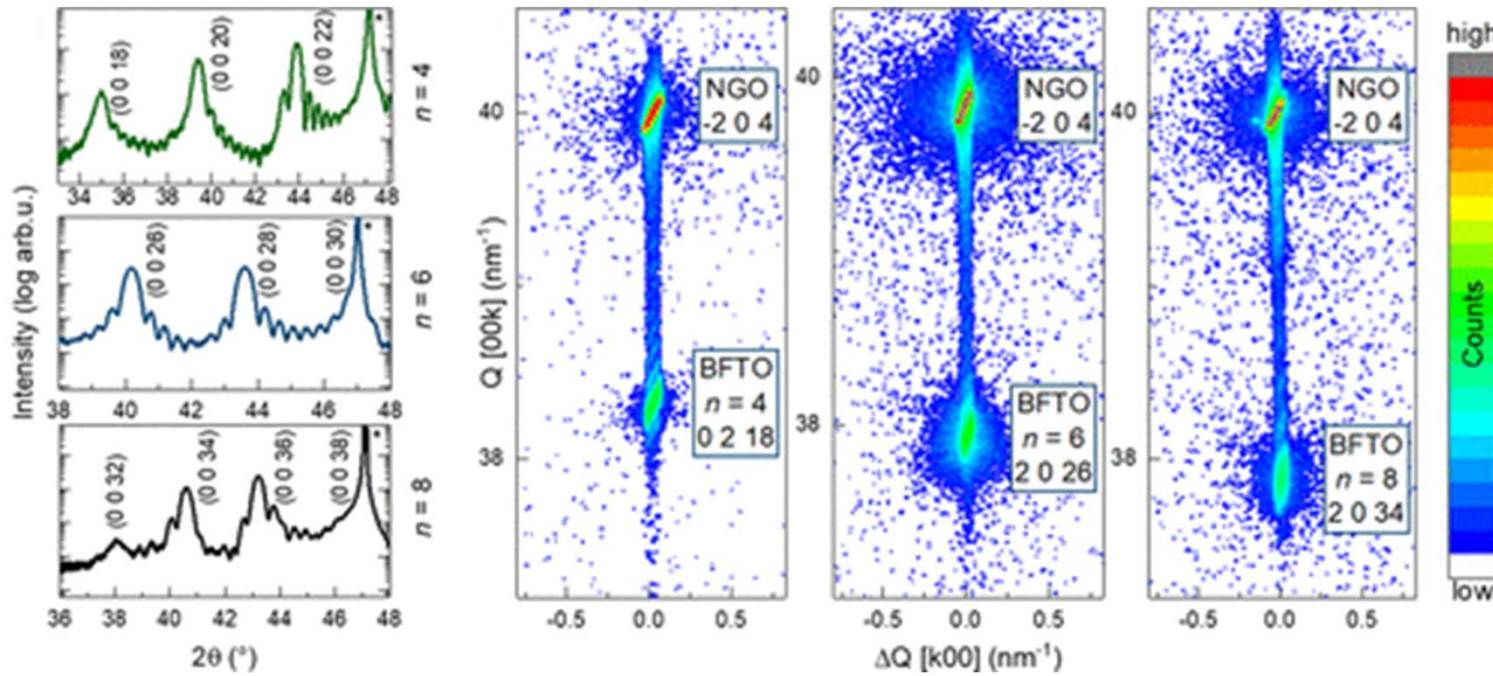 Intensity (log arb.u.)
(0 0 18)
(0 0 20)
(0 0 22)
*
n = 4
34 36 38 40 42 44 46 48
(0 0 26)
(0 0 28)
(0 0 30)
*
n = 6
38 40 42 44 46 48
(0 0 32)
(0 0 34)
(0 0 36)
(0 0 38)
*
n = 8
36 38 40 42 44 46 48
2θ (°)
Q [00k] (nm⁻¹)
40
38
NGO
-2 0 4
BFTO
n = 4
0 2 18
-0.5 0.0 0.5
40
38
NGO
-2 0 4
BFTO
n = 6
2 0 26
-0.5 0.0 0.5
40
38
NGO
-2 0 4
BFTO
n = 8
2 0 34
-0.5 0.0 0.5
ΔQ [k00] (nm⁻¹)
high
Counts
low